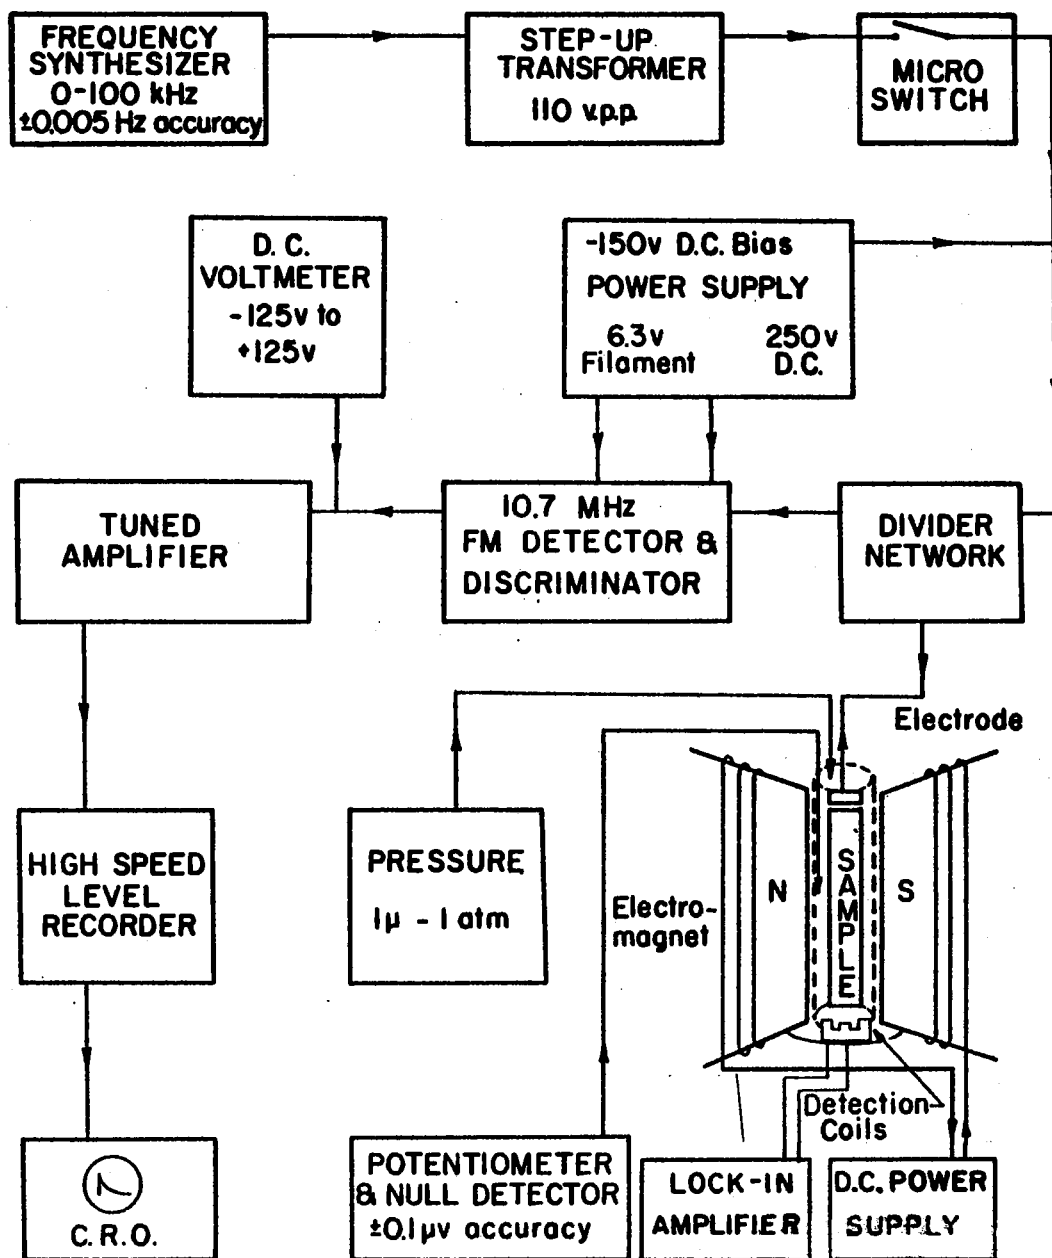 FREQUENCY
SYNTHESIZER
0-100 kHz
±0.005 Hz accuracy
STEP-UP
TRANSFORMER
110 v.p.p.
MICRO
SWITCH
D. C.
VOLTMETER
-125v to
+125v
-150v D.C. Bias
POWER SUPPLY
6.3v 250v
Filament D.C.
TUNED
AMPLIFIER
10.7 MHz
FM DETECTOR &
DISCRIMINATOR
DIVIDER
NETWORK
Electrode
HIGH SPEED
LEVEL
RECORDER
PRESSURE
1μ - 1 atm
Electro-
magnet
N
SAMPLE
S
Detection
Coils
C.R.O.
POTENTIOMETER
& NULL DETECTOR
±0.1μv accuracy
LOCK-IN
AMPLIFIER
D.C. POWER
SUPPLY